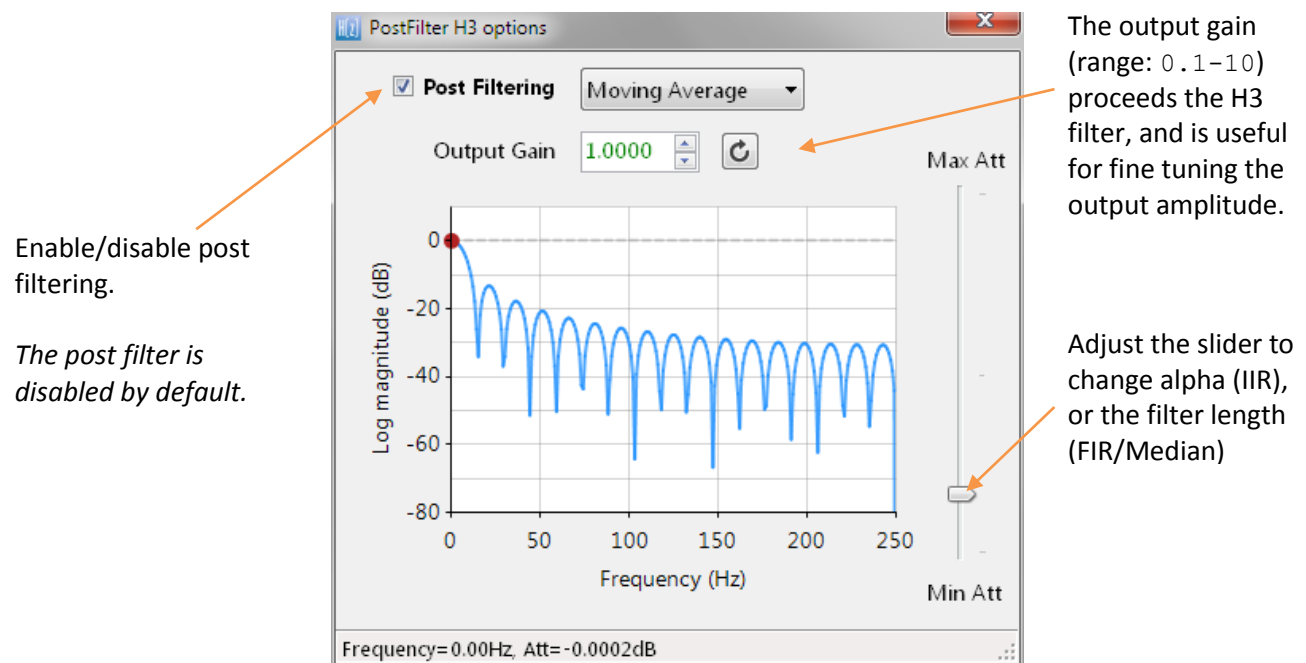 H(z) PostFilter H3 options
x
Post Filtering
Moving Average
Output Gain
1.0000
Max Att
0
-20
-40
-60
-80
Log magnitude (dB)
0 50 100 150 200 250
Frequency (Hz)
Min Att
Frequency=0.00Hz, Att=-0.0002dB
Enable/disable post
filtering.
The post filter is
disabled by default.
The output gain
(range: 0.1-10)
proceeds the H3
filter, and is useful
for fine tuning the
output amplitude.
Adjust the slider to
change alpha (IIR),
or the filter length
(FIR/Median)